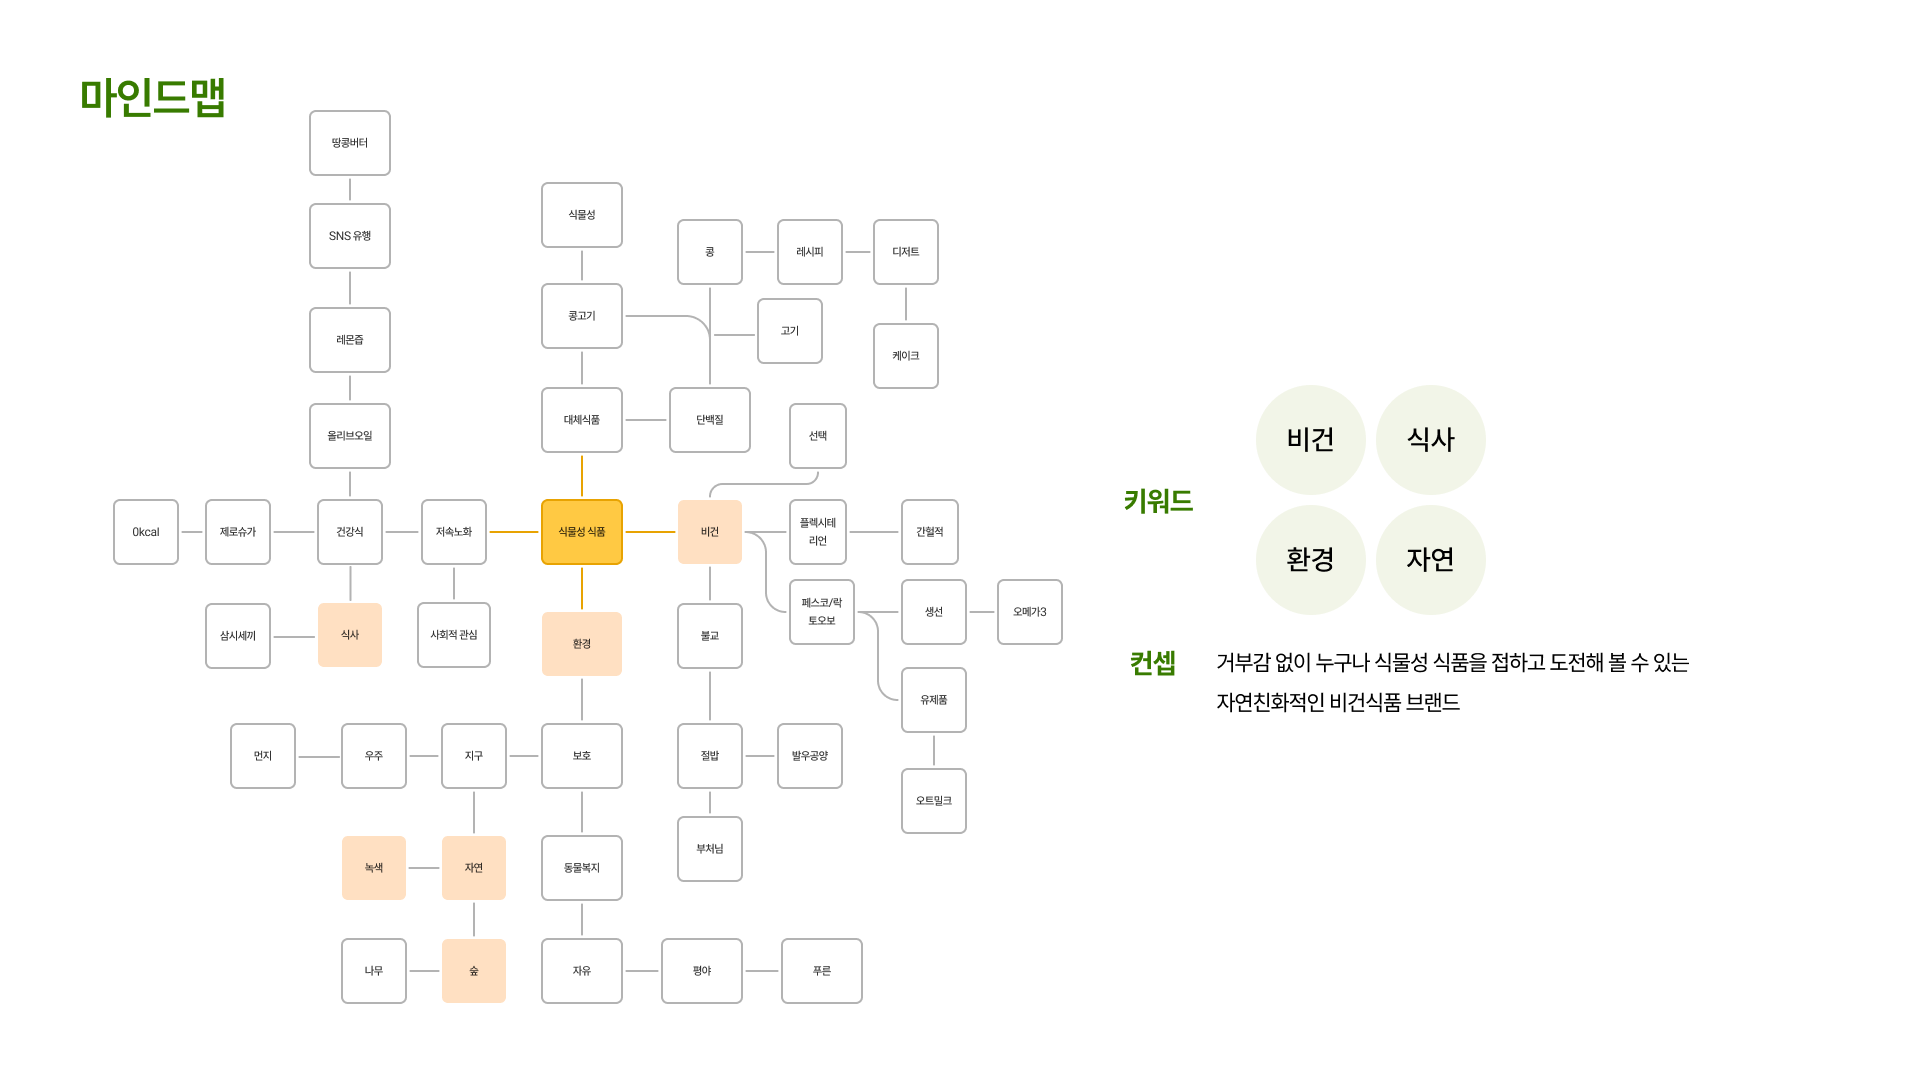 마인드맵
땅콩버터
식물성
SNS 유행
콩
레시피
디저트
콩고기
고기
레몬즙
케이크
대체식품
단백질
올리브오일
선택
0kcal
제로슈가
건강식
저속노화
식물성 식품
비건
플렉시테
리언
간헐적
삼시세끼
식사
사회적 관심
환경
불교
페스코/락
토오보
생선
오메가3
유제품
먼지
우주
지구
보호
절밥
발우공양
오트밀크
녹색
자연
동물복지
부처님
나무
숲
자유
평야
푸른
키워드
비건
식사
환경
자연
컨셉
거부감 없이 누구나 식물성 식품을 접하고 도전해 볼 수 있는
자연친화적인 비건식품 브랜드